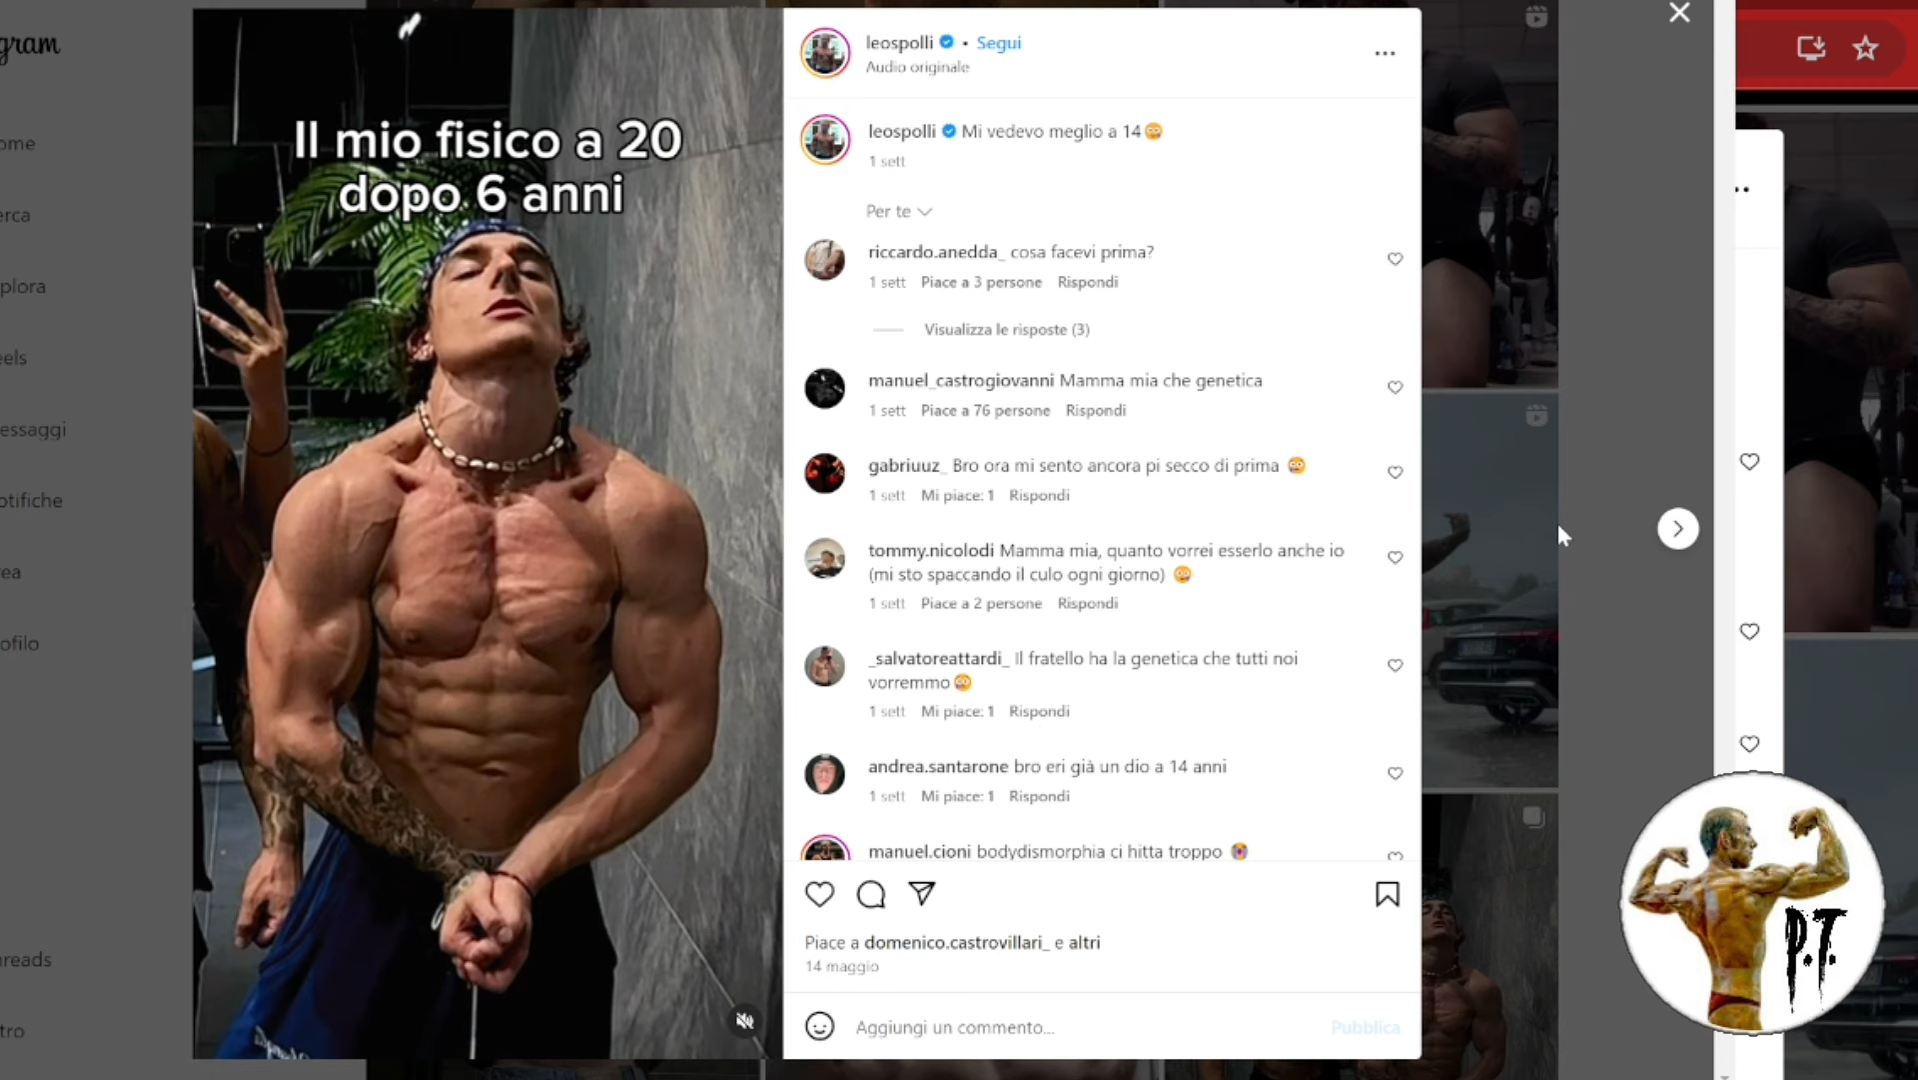 gram
ome
erca
plora
eels
essaggi
otifiche
rea
rofilo
hreads
tro
Il mio fisico a 20
dopo 6 anni
leospolli • Segui
Audio originale
...
leospolli Mi vedevo meglio a 14
1 sett
Per te
riccardo.anedda_ cosa facevi prima?
1 sett Piace a 3 persone Rispondi
Visualizza le risposte (3)
manuel_castrogiovanni Mamma mia che genetica
1 sett Piace a 76 persone Rispondi
gabriuuz_ Bro ora mi sento ancora pi secco di prima
1 sett Mi piace: 1 Rispondi
tommy.nicolodi Mamma mia, quanto vorrei esserlo anche io
(mi sto spaccando il culo ogni giorno)
1 sett Piace a 2 persone Rispondi
_salvatoreattardi_ Il fratello ha la genetica che tutti noi
vorremmo
1 sett Mi piace: 1 Rispondi
andrea.santarone bro eri già un dio a 14 anni
1 sett Mi piace: 1 Rispondi
manuel.cioni bodydismorphia ci hitta troppo
Piace a domenico.castrovillari_ e altri
14 maggio
Aggiungi un commento...
Pubblica
P.T.